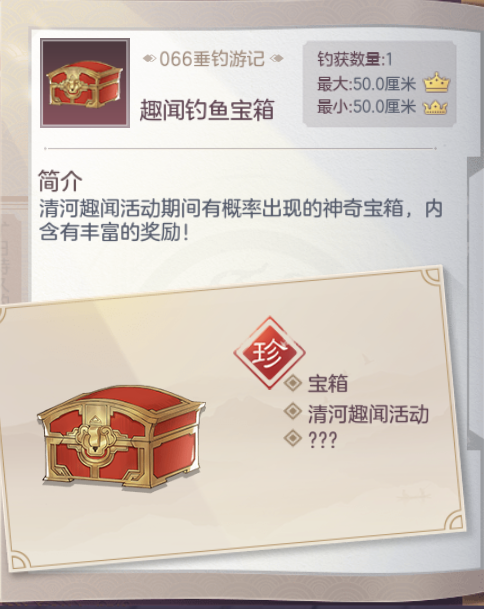 066垂钓游记
趣闻钓鱼宝箱
钓获数量:1
最大:50.0厘米
最小:50.0厘米
简介
清河趣闻活动期间有概率出现的神奇宝箱，内
含有丰富的奖励！
珍
宝箱
清河趣闻活动
???